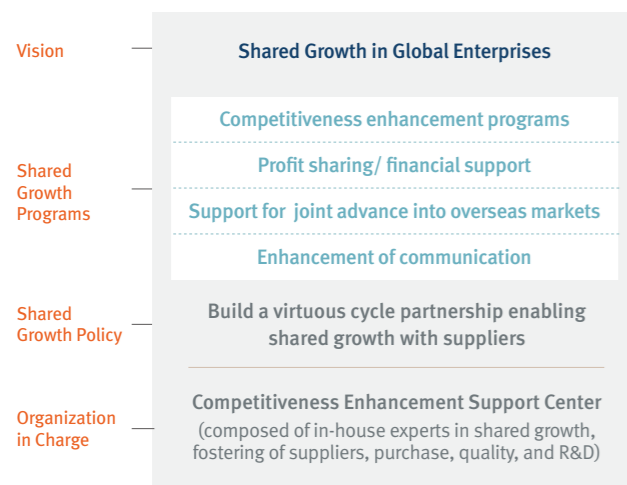 Vision
Shared Growth in Global Enterprises
Shared
Growth
Programs
Competitiveness enhancement programs
Profit sharing/ financial support
Support for joint advance into overseas markets
Enhancement of communication
Shared
Growth Policy
Build a virtuous cycle partnership enabling
shared growth with suppliers
Organization
in Charge
Competitiveness Enhancement Support Center
(composed of in-house experts in shared growth,
fostering of suppliers, purchase, quality, and R&D)